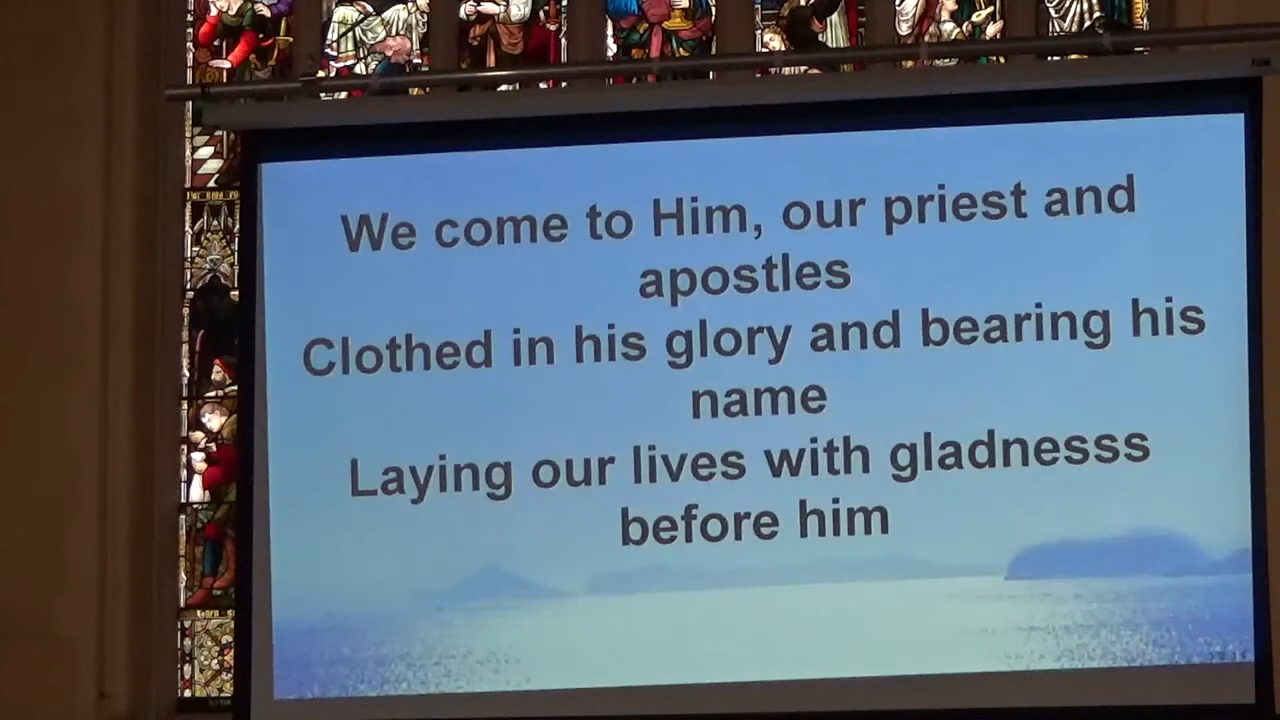 We come to Him, our priest and
apostles
Clothed in his glory and bearing his
name
Laying our lives with gladnesss
before him